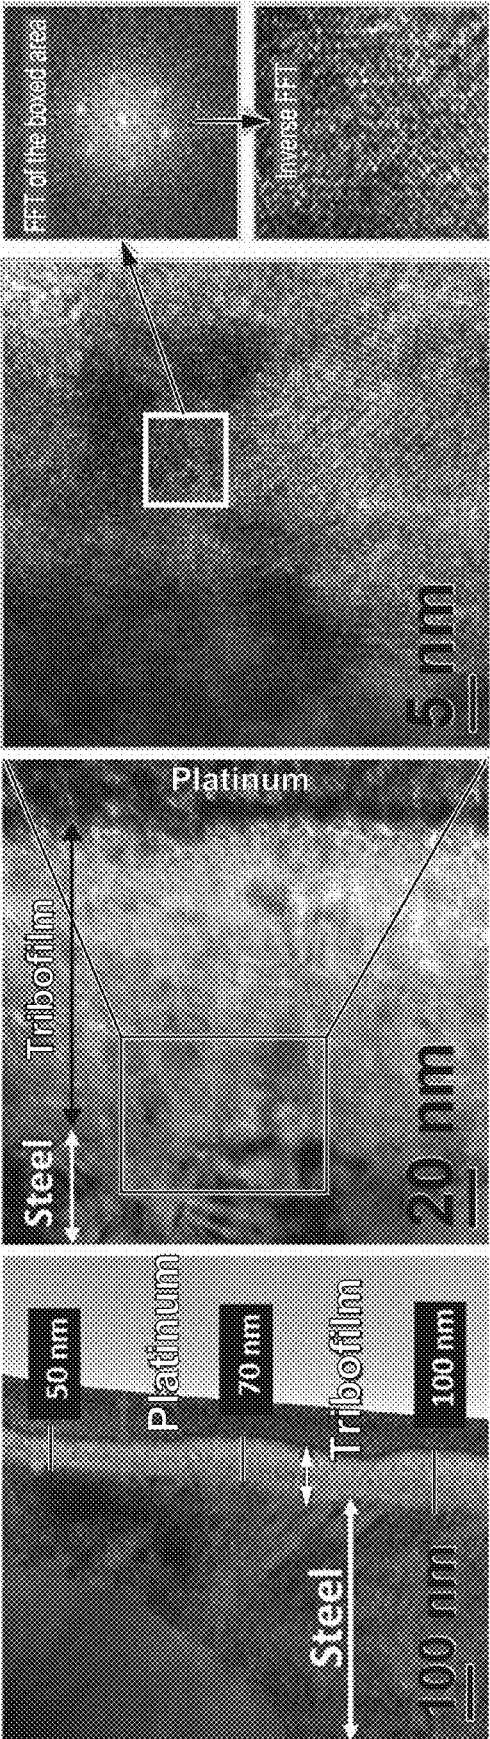 50 nm
Platinum
70 nm
Tribofilm
100 nm
Steel
100 nm
Steel
Tribofilm
Platinum
20 nm
5 nm
FFT of the boxed area
Inverse FFT